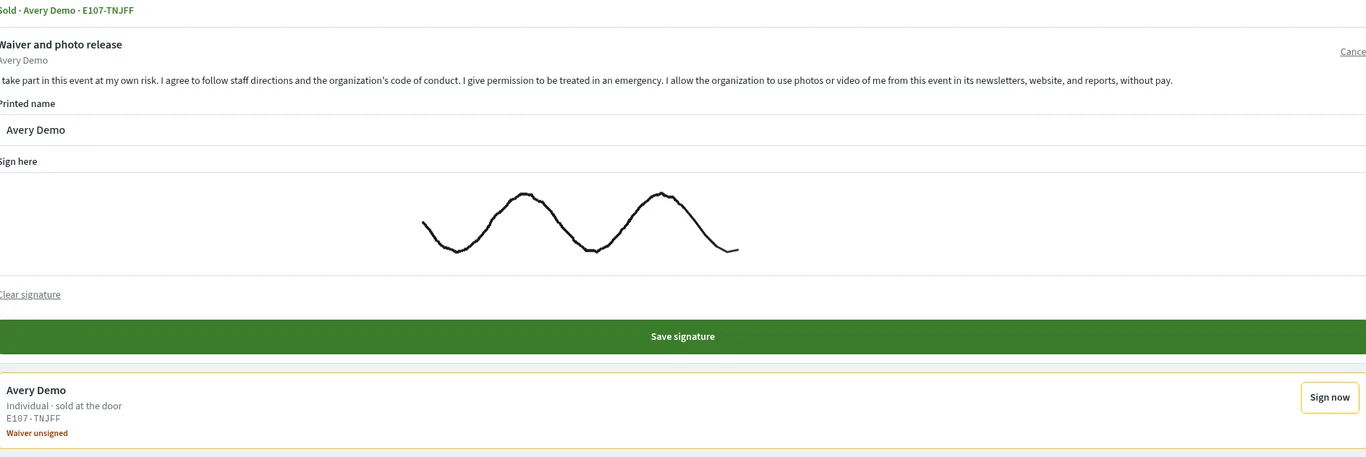 Sold · Avery Demo · E107-TNJFF
Waiver and photo release
Cance
Avery Demo
take part in this event at my own risk. I agree to follow staff directions and the organization's code of conduct. I give permission to be treated in an emergency. I allow the organization to use photos or video of me from this event in its newsletters, website, and reports, without pay.
Printed name
Avery Demo
Sign here
Clear signature
Save signature
Avery Demo
Individual · sold at the door
E107-TNJFF
Waiver unsigned
Sign now